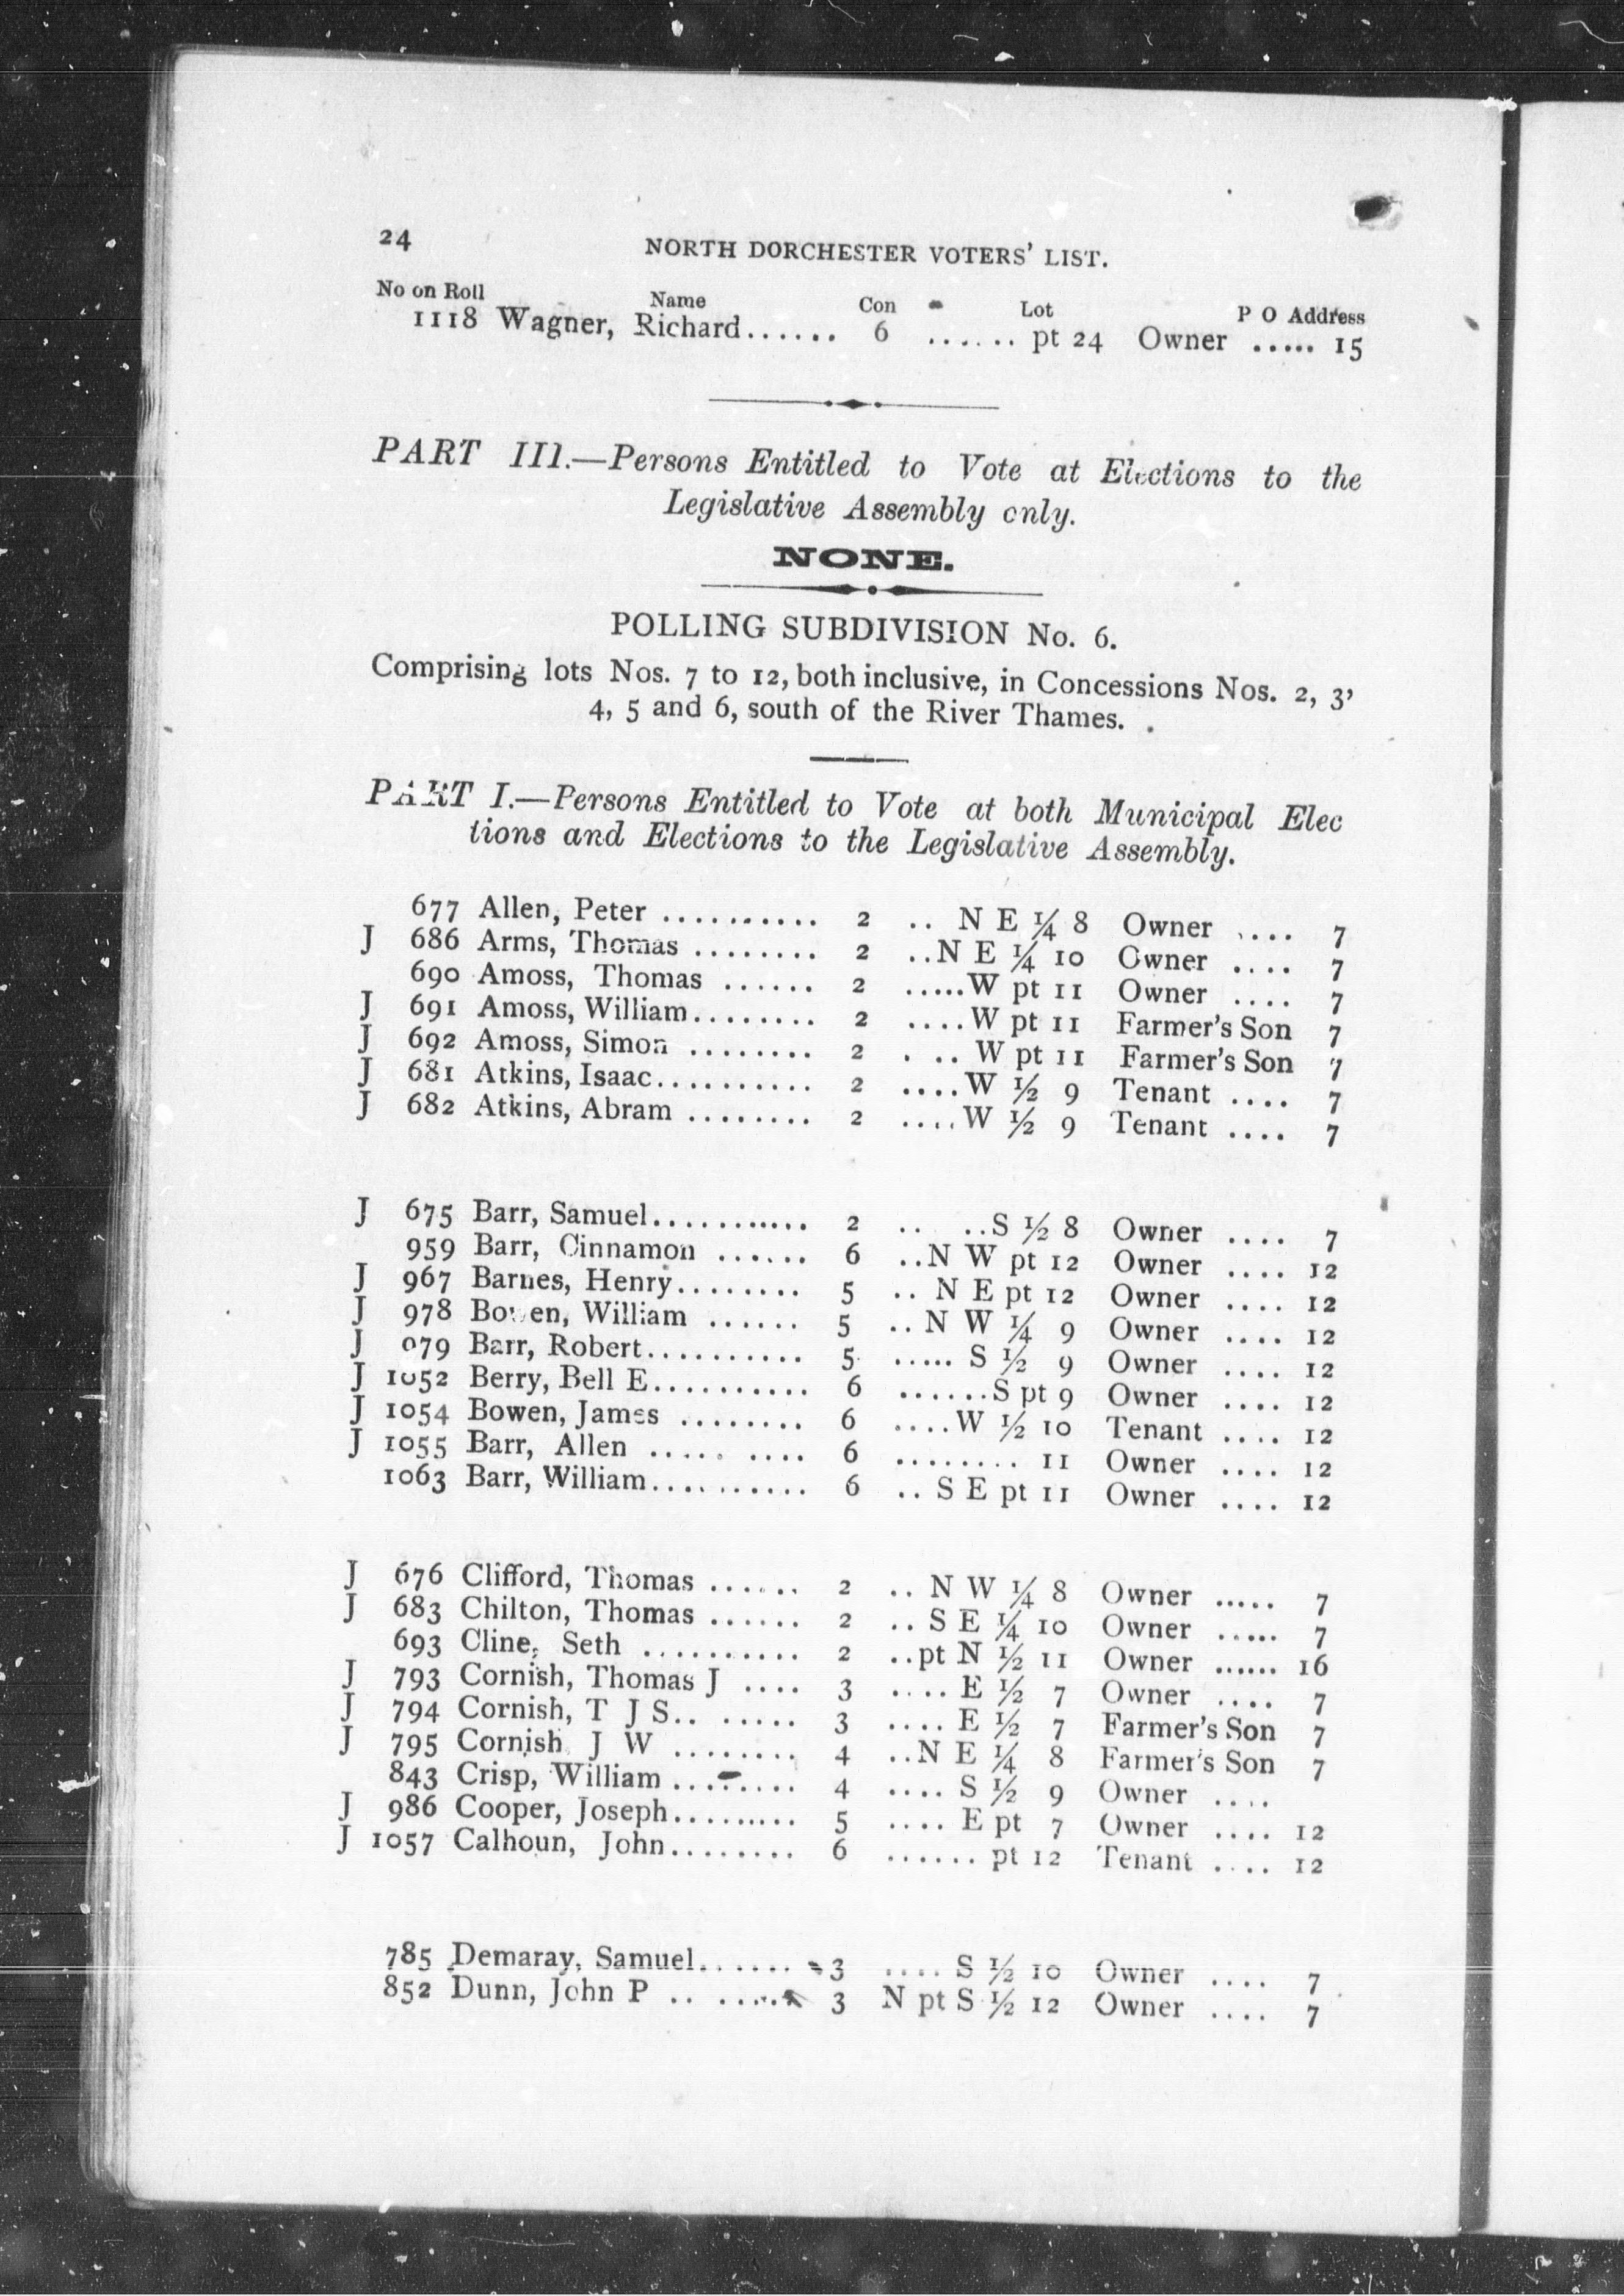 24 NORTH DORCHESTER VOTERS' LIST.
No on Roll Name Con Lot P O Address
1118 Wagner, Richard...... 6 ...... pt 24 Owner ..... 15
PART III.—Persons Entitled to Vote at Elections to the
Legislative Assembly only.
NONE.
POLLING SUBDIVISION No. 6.
Comprising lots Nos. 7 to 12, both inclusive, in Concessions Nos. 2, 3,
4, 5 and 6, south of the River Thames.
PART I.—Persons Entitled to Vote at both Municipal Elec
tions and Elections to the Legislative Assembly.
677 Allen, Peter .......... 2 .. N E ¼ 8 Owner .... 7
J 686 Arms, Thomas ........ 2 ..N E ¼ 10 Owner .... 7
690 Amoss, Thomas ...... 2 .....W pt 11 Owner .... 7
J 691 Amoss, William........ 2 ....W pt 11 Farmer's Son 7
J 692 Amoss, Simon ........ 2 . .. W pt 11 Farmer's Son 7
J 681 Atkins, Isaac.......... 2 ....W ½ 9 Tenant .... 7
J 682 Atkins, Abram ........ 2 ....W ½ 9 Tenant .... 7
J 675 Barr, Samuel.......... 2 .. ..S ½ 8 Owner .... 7
959 Barr, Cinnamon ...... 6 ..N W pt 12 Owner .... 12
J 967 Barnes, Henry........ 5 .. N E pt 12 Owner .... 12
J 978 Bowen, William ...... 5 ..N W ¼ 9 Owner .... 12
J 979 Barr, Robert.......... 5 ..... S ½ 9 Owner .... 12
J 1052 Berry, Bell E.......... 6 ......S pt 9 Owner .... 12
J 1054 Bowen, James ........ 6 ....W ½ 10 Tenant .... 12
J 1055 Barr, Allen ..... .... 6 ........ 11 Owner .... 12
1063 Barr, William.......... 6 .. S E pt 11 Owner .... 12
J 676 Clifford, Thomas ...... 2 .. N W ¼ 8 Owner ..... 7
J 683 Chilton, Thomas ...... 2 .. S E ¼ 10 Owner ..... 7
693 Cline, Seth .......... 2 ..pt N ½ 11 Owner ...... 16
J 793 Cornish, Thomas J .... 3 .... E ½ 7 Owner .... 7
J 794 Cornish, T J S.. ..... 3 .... E ½ 7 Farmer's Son 7
J 795 Cornish J W ........ 4 ..N E ¼ 8 Farmer's Son 7
843 Crisp, William ........ 4 .... S ½ 9 Owner ....
J 986 Cooper, Joseph......... 5 .... E pt 7 Owner .... 12
J 1057 Calhoun, John........ 6 ...... pt 12 Tenant .... 12
785 Demaray, Samuel...... 3 .... S ½ 10 Owner .... 7
852 Dunn, John P .. ..... 3 N pt S ½ 12 Owner .... 7